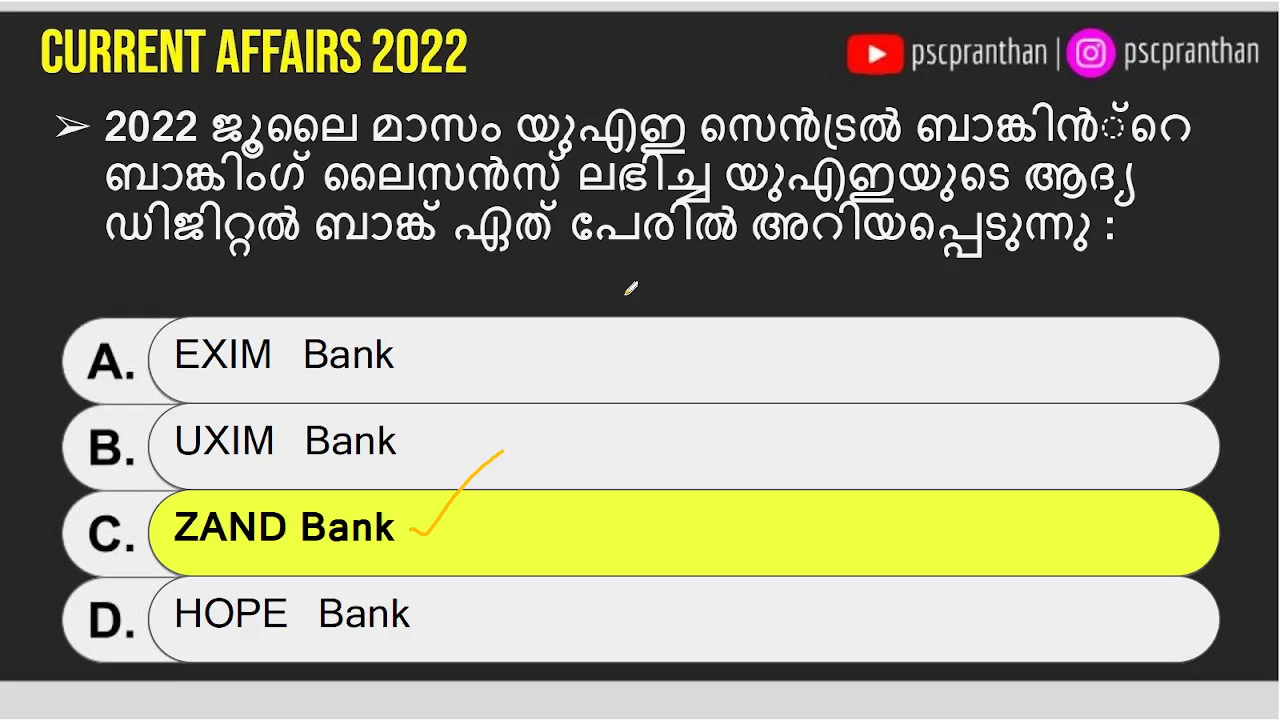 CURRENT AFFAIRS 2022
pscpranthan | pscpranthan
➢ 2022 ജൂലൈ മാസം യുഎഇ സെൻട്രൽ ബാങ്കിൻ്റെ
ബാങ്കിംഗ് ലൈസൻസ് ലഭിച്ച യുഎഇയുടെ ആദ്യ
ഡിജിറ്റൽ ബാങ്ക് ഏത് പേരിൽ അറിയപ്പെടുന്നു :
A. EXIM Bank
B. UXIM Bank
C. ZAND Bank
D. HOPE Bank